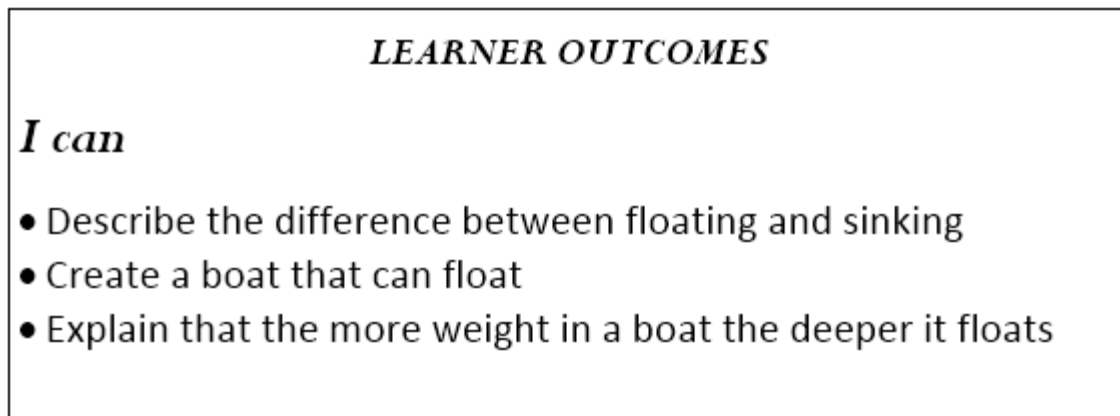 LEARNER OUTCOMES
I can
• Describe the difference between floating and sinking
• Create a boat that can float
• Explain that the more weight in a boat the deeper it floats